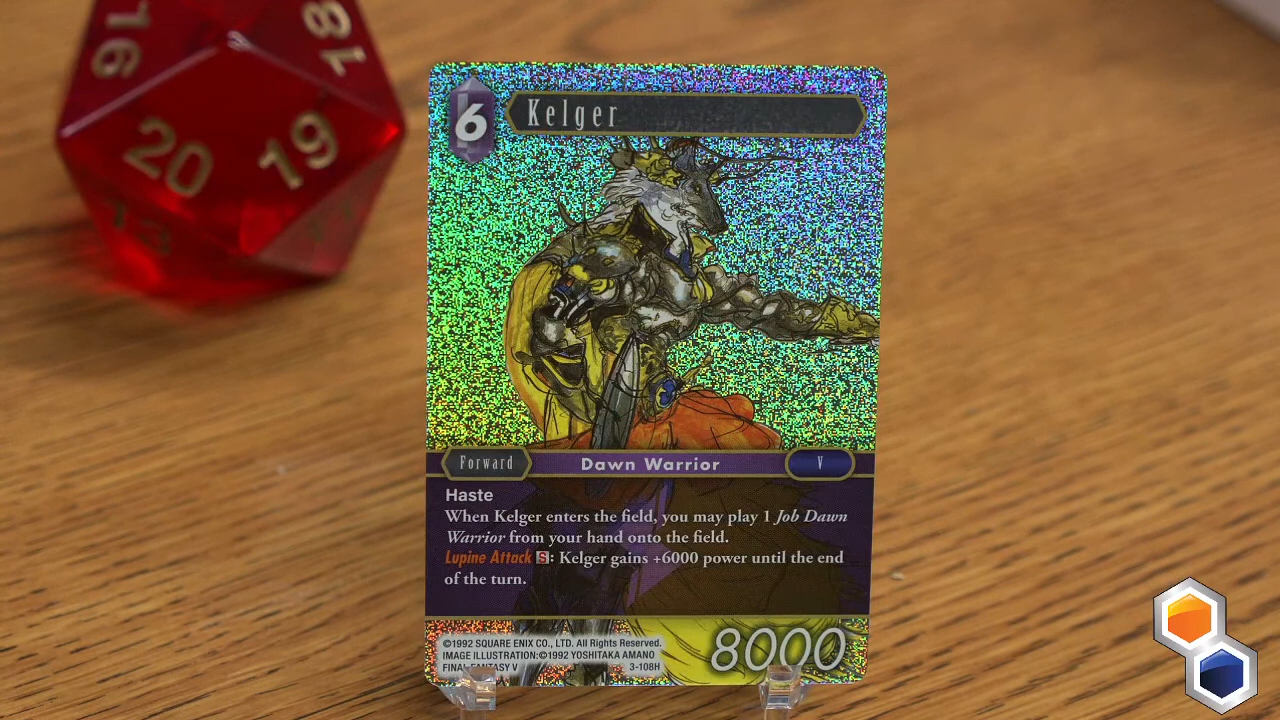 16
18
20
19
13
6
Kelger
Forward
Dawn Warrior
V
Haste
When Kelger enters the field, you may play 1 Job Dawn
Warrior from your hand onto the field.
Lupine Attack S: Kelger gains +6000 power until the end
of the turn.
©1992 SQUARE ENIX CO., LTD. All Rights Reserved.
IMAGE ILLUSTRATION:©1992 YOSHITAKA AMANO
FINAL FANTASY V
3-108H
8000